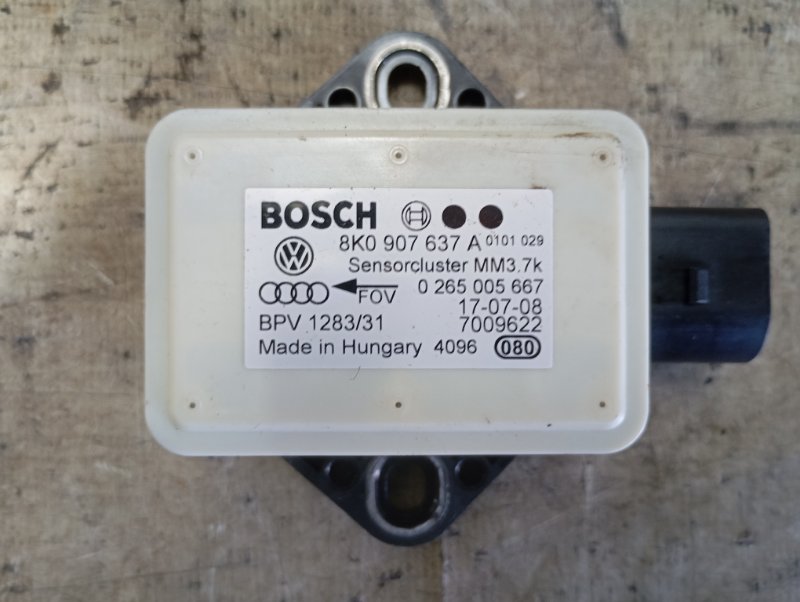 BOSCH
8K0 907 637 A 0101 029
Sensorcluster MM3.7k
FOV 0 265 005 667
17-07-08
BPV 1283/31 7009622
Made in Hungary 4096 080